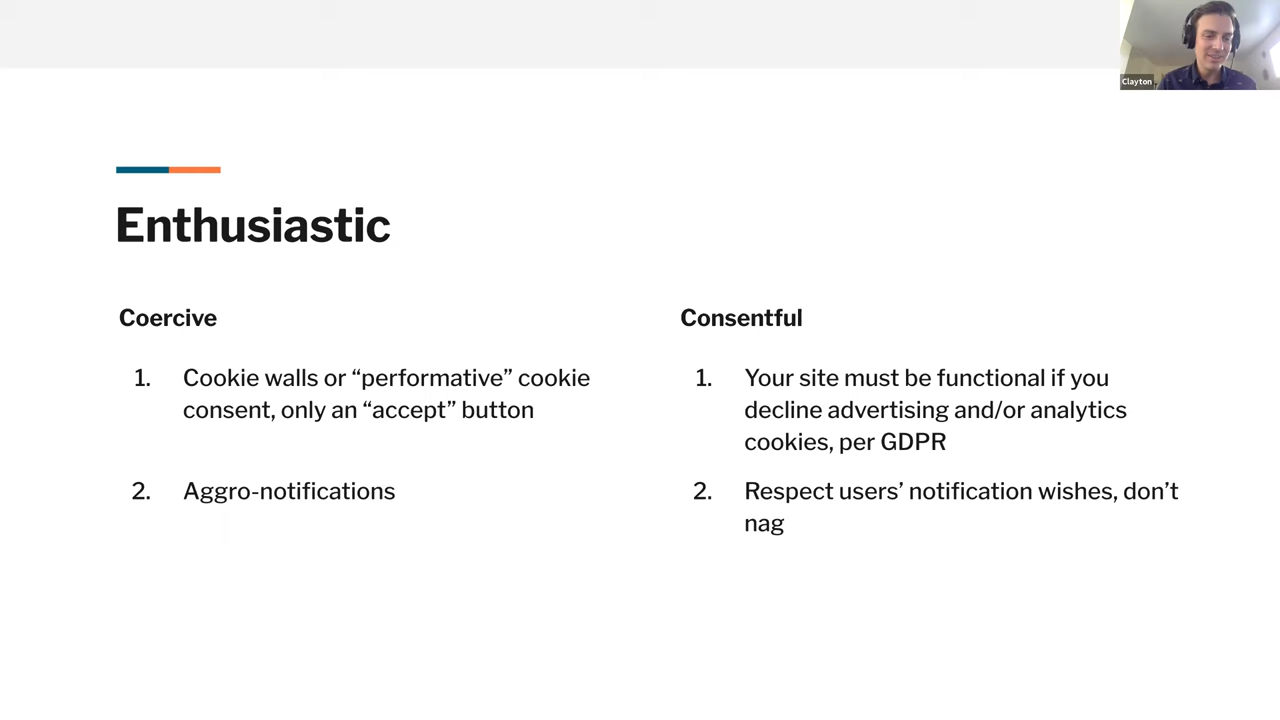 Clayton
Enthusiastic
Coercive
1. Cookie walls or “performative” cookie
consent, only an “accept” button
2. Aggro-notifications
Consentful
1. Your site must be functional if you
decline advertising and/or analytics
cookies, per GDPR
2. Respect users’ notification wishes, don’t
nag